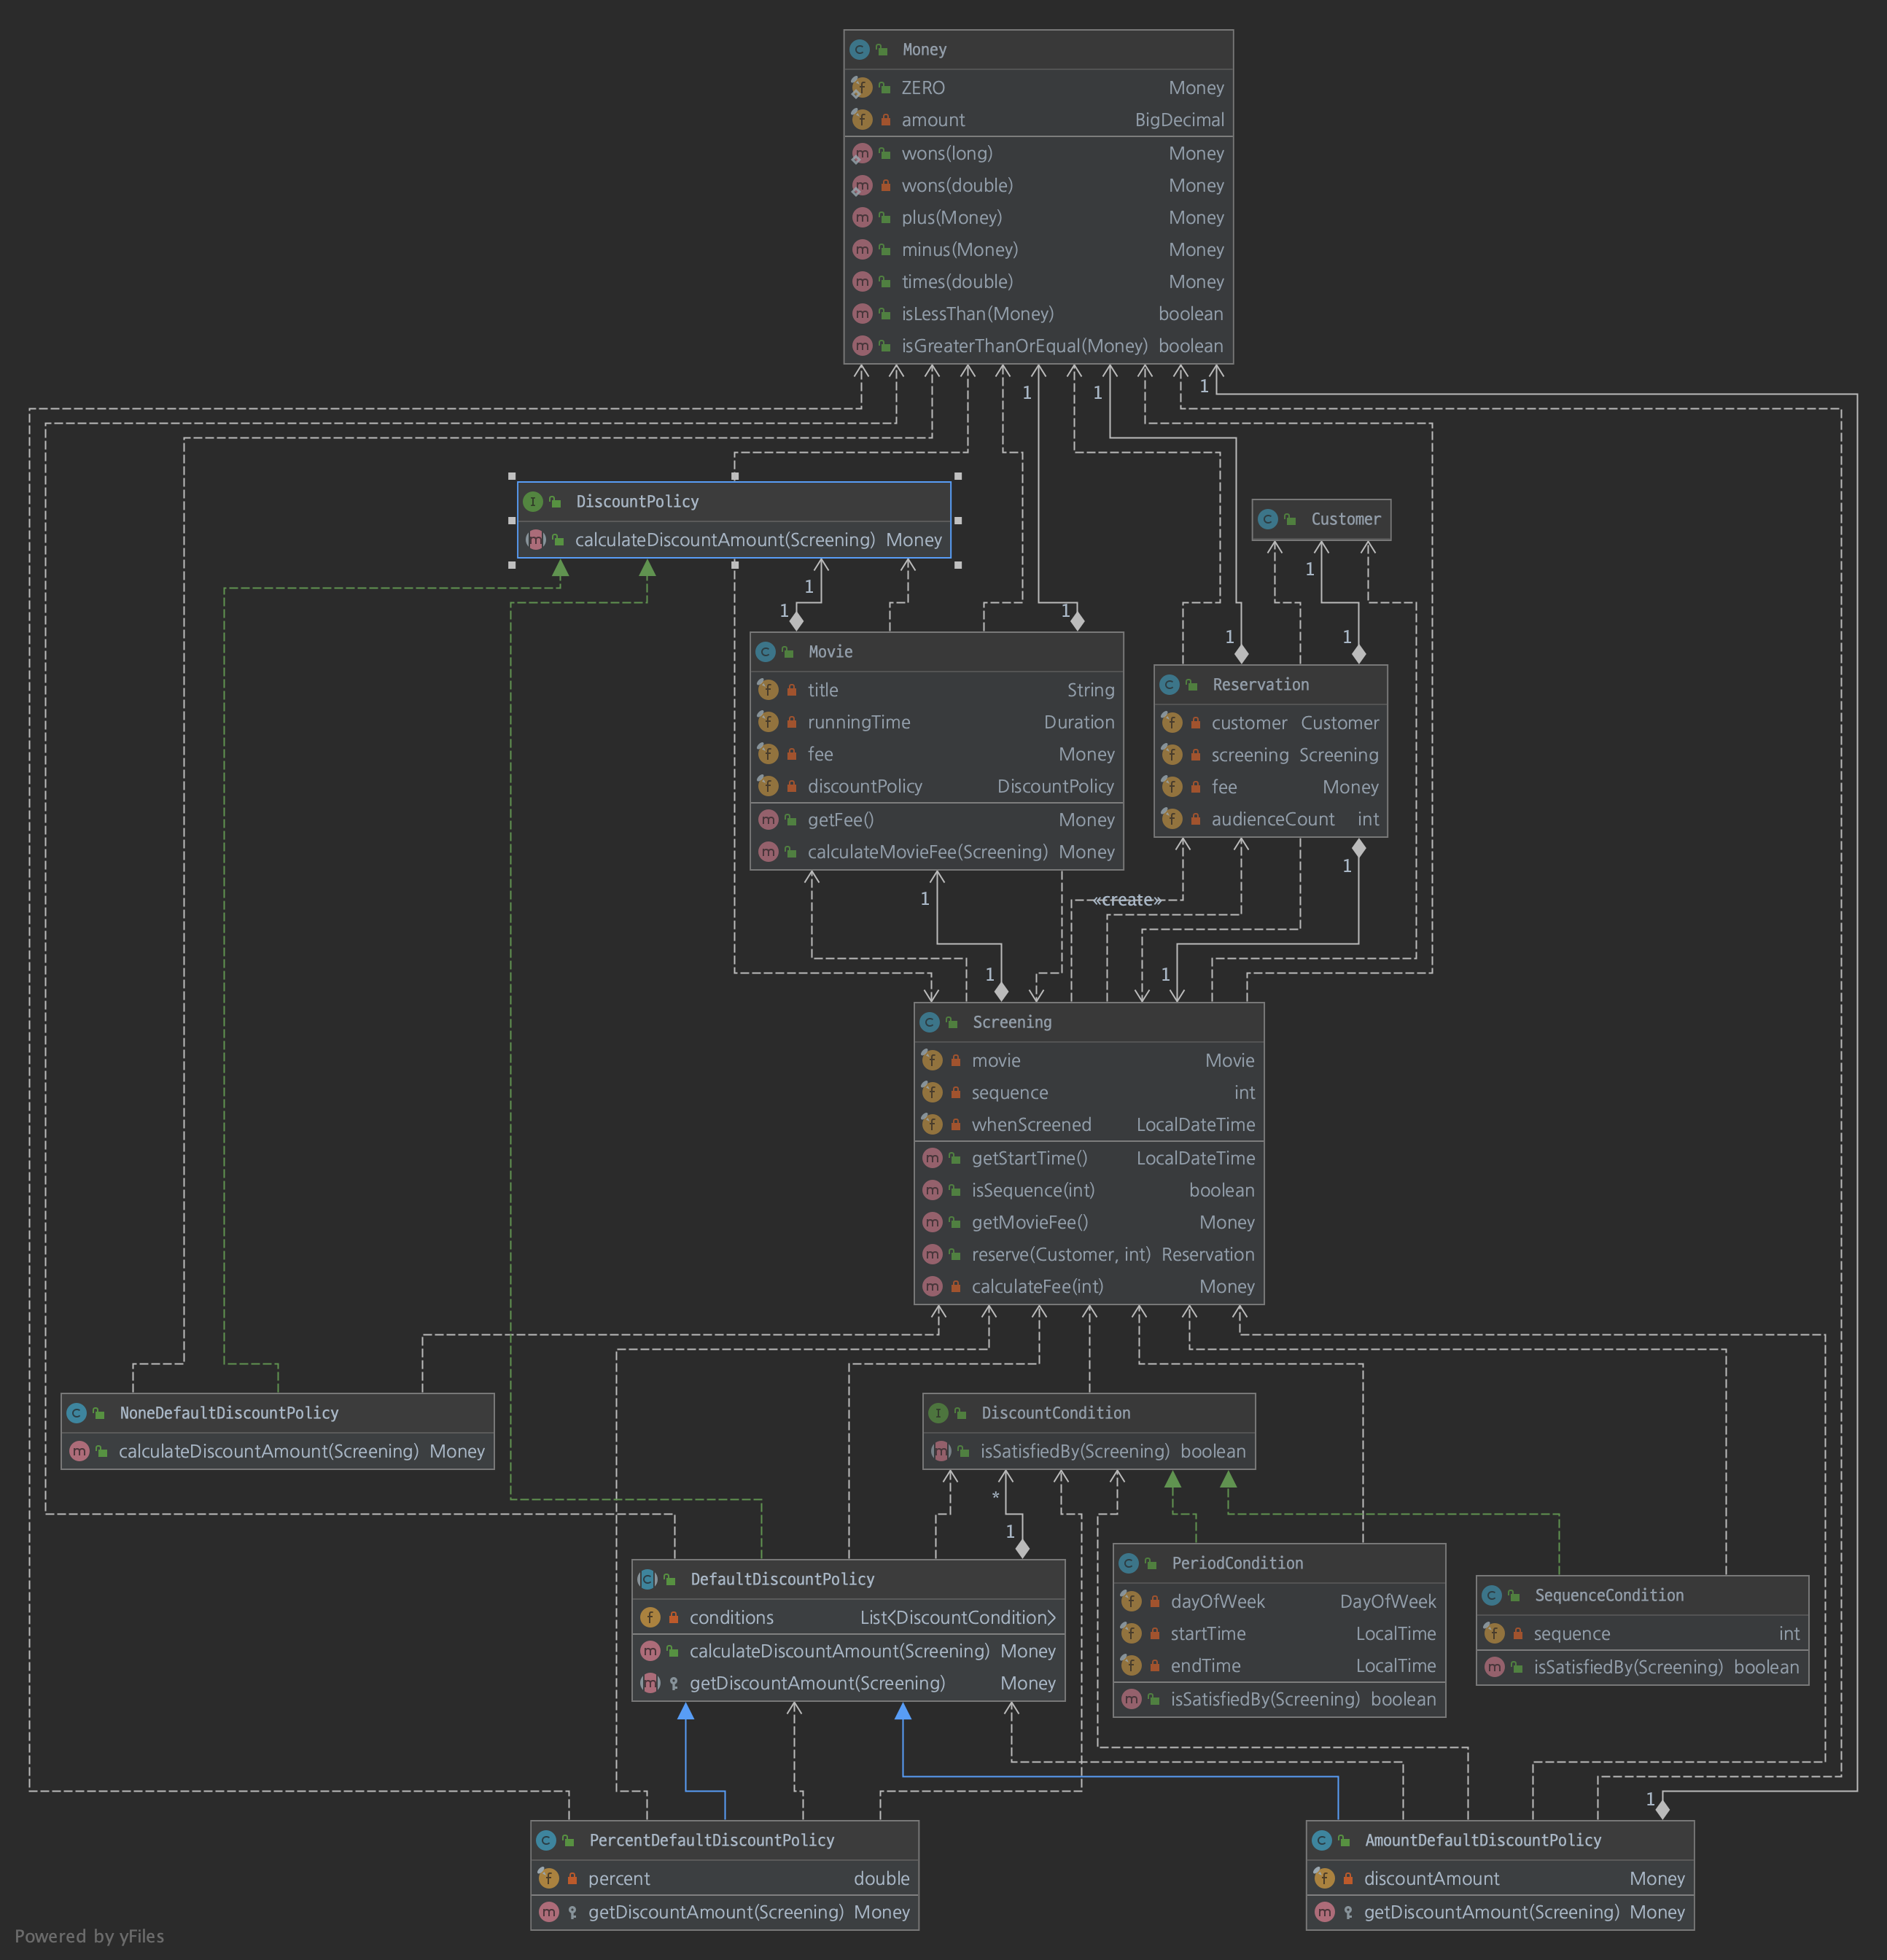 Money
ZERO Money
amount BigDecimal
wons(long) Money
wons(double) Money
plus(Money) Money
minus(Money) Money
times(double) Money
isLessThan(Money) boolean
isGreaterThanOrEqual(Money) boolean
1 1 1
DiscountPolicy
calculateDiscountAmount(Screening) Money
Customer
1
1
1 1
1 1
Movie
title String
runningTime Duration
fee Money
discountPolicy DiscountPolicy
getFee() Money
calculateMovieFee(Screening) Money
Reservation
customer Customer
screening Screening
fee Money
audienceCount int
1
1
«create»
1 1
Screening
movie Movie
sequence int
whenScreened LocalDateTime
getStartTime() LocalDateTime
isSequence(int) boolean
getMovieFee() Money
reserve(Customer, int) Reservation
calculateFee(int) Money
NoneDefaultDiscountPolicy
calculateDiscountAmount(Screening) Money
DiscountCondition
isSatisfiedBy(Screening) boolean
*
1
DefaultDiscountPolicy
conditions List<DiscountCondition>
calculateDiscountAmount(Screening) Money
getDiscountAmount(Screening) Money
PeriodCondition
dayOfWeek DayOfWeek
startTime LocalTime
endTime LocalTime
isSatisfiedBy(Screening) boolean
SequenceCondition
sequence int
isSatisfiedBy(Screening) boolean
1
PercentDefaultDiscountPolicy
percent double
getDiscountAmount(Screening) Money
AmountDefaultDiscountPolicy
discountAmount Money
getDiscountAmount(Screening) Money
Powered by yFiles